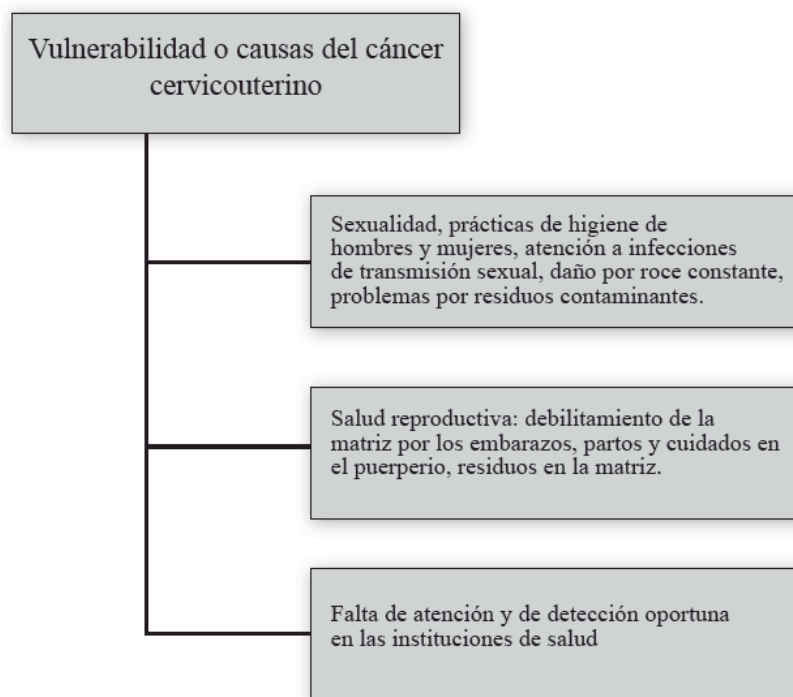 Vulnerabilidad o causas del cáncer
cervicouterino
Sexualidad, prácticas de higiene de
hombres y mujeres, atención a infecciones
de transmisión sexual, daño por roce constante,
problemas por residuos contaminantes.
Salud reproductiva: debilitamiento de la
matriz por los embarazos, partos y cuidados en
el puerperio, residuos en la matriz.
Falta de atención y de detección oportuna
en las instituciones de salud